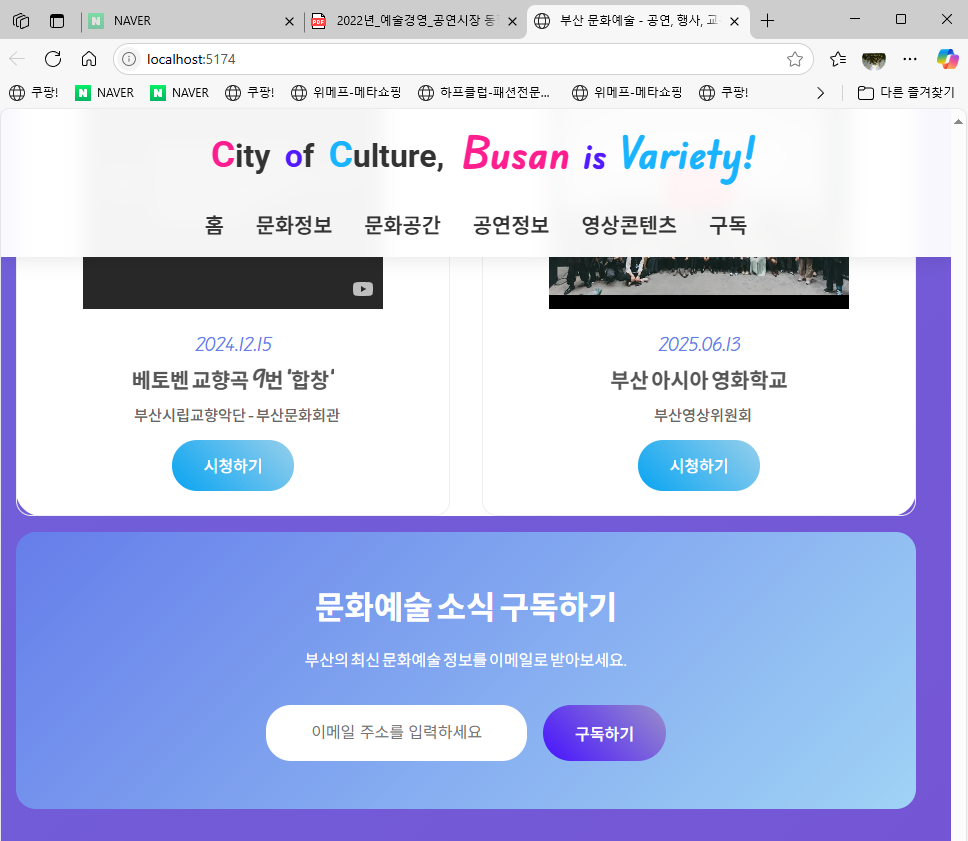 NAVER
2022년_예술경영_공연시장 동
부산 문화예술 - 공연, 행사, 교
localhost:5174
쿠팡!
NAVER
NAVER
쿠팡!
위메프-메타쇼핑
하프클럽-패션전문...
위메프-메타쇼핑
쿠팡!
다른 즐겨찾기
City of Culture, Busan is Variety!
홈 문화정보 문화공간 공연정보 영상콘텐츠 구독
2024.12.15
베토벤 교향곡 9번 '합창'
부산시립교향악단 - 부산문화회관
시청하기
2025.06.13
부산 아시아 영화학교
부산영상위원회
시청하기
문화예술 소식 구독하기
부산의 최신 문화예술 정보를 이메일로 받아보세요.
이메일 주소를 입력하세요
구독하기